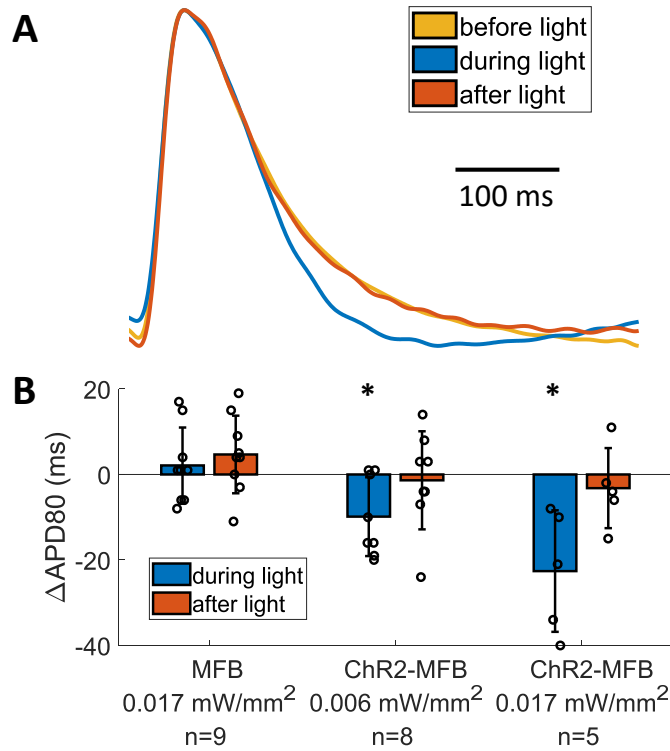 A
before light
during light
after light
100 ms
B
*
*
20
0
-20
-40
ΔAPD80 (ms)
during light
after light
MFB
0.017 mW/mm²
n=9
ChR2-MFB
0.006 mW/mm²
n=8
ChR2-MFB
0.017 mW/mm²
n=5